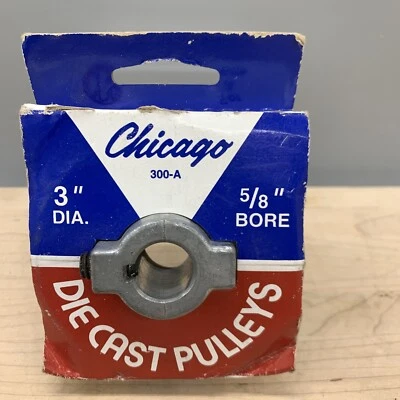 Chicago
300-A
3"
DIA.
5/8"
BORE
DIE CAST PULLEYS